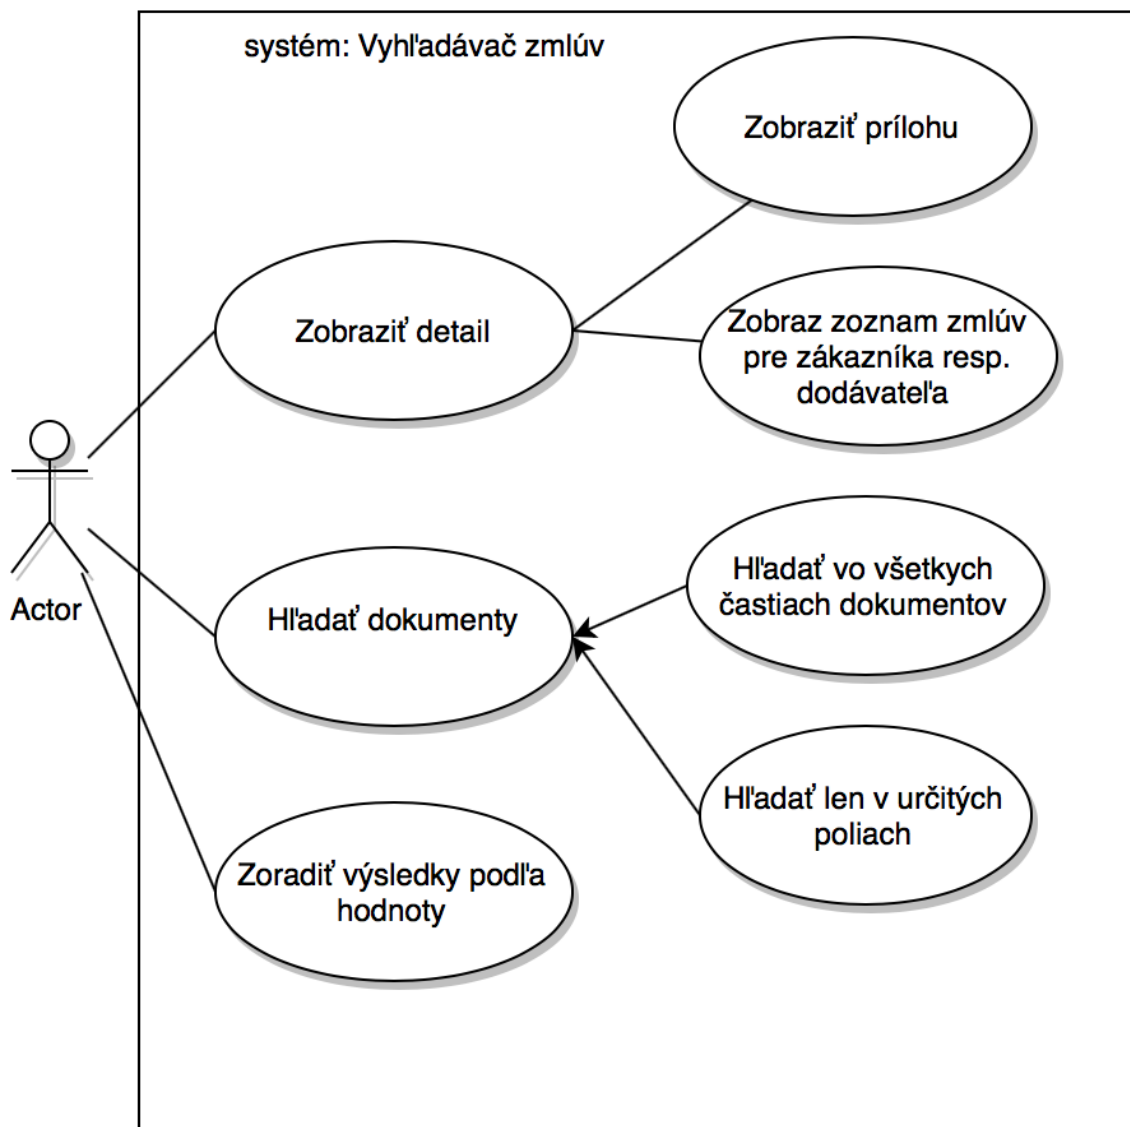 systém: Vyhľadávač zmlúv
Zobraziť prílohu
Zobraziť detail
Zobraz zoznam zmlúv
pre zákazníka resp.
dodávateľa
Actor
Hľadať dokumenty
Hľadať vo všetkych
častiach dokumentov
Hľadať len v určitých
poliach
Zoradiť výsledky podľa
hodnoty